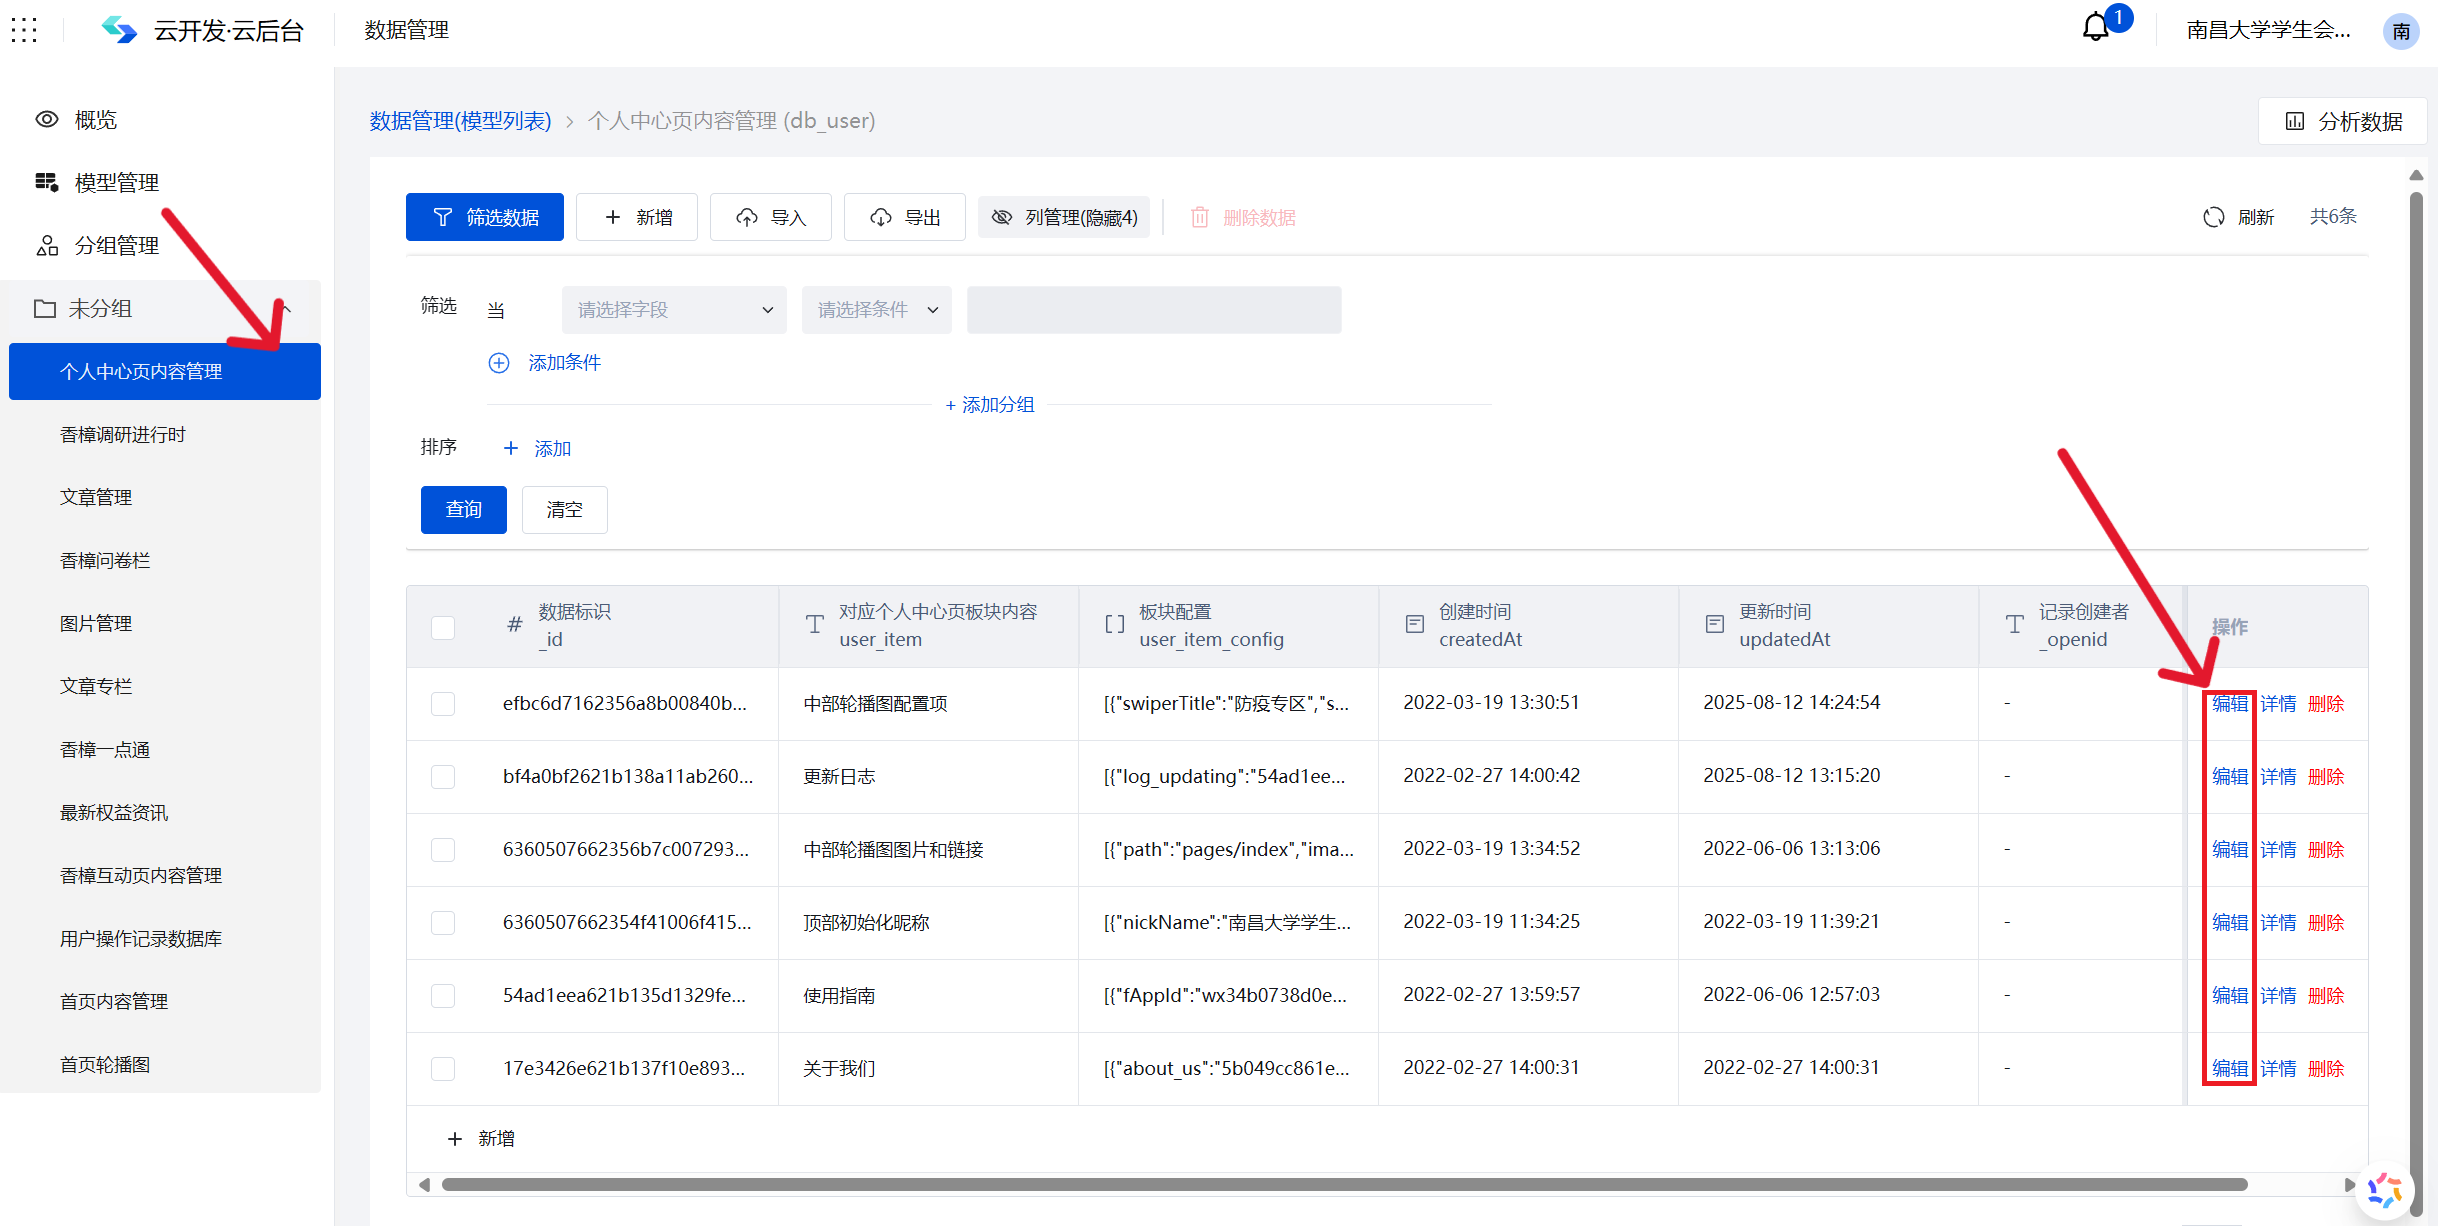 云开发·云后台
数据管理
1
南昌大学学生会...
南
概览
模型管理
分组管理
未分组
个人中心页内容管理
香樟调研进行时
文章管理
香樟问卷栏
图片管理
文章专栏
香樟一点通
最新权益资讯
香樟互动页内容管理
用户操作记录数据库
首页内容管理
首页轮播图
数据管理(模型列表) > 个人中心页内容管理 (db_user)
分析数据
筛选数据 + 新增 导入 导出 列管理(隐藏4) 删除数据 刷新 共6条
筛选 当 请选择字段 请选择条件
添加条件
+ 添加分组
排序 + 添加
查询 清空
# 数据标识 T 对应个人中心页板块内容 [] 板块配置 创建时间 更新时间 T 记录创建者 操作
_id user_item user_item_config createdAt updatedAt _openid
efbc6d7162356a8b00840b... 中部轮播图配置项 [{"swiperTitle":"防疫专区","s... 2022-03-19 13:30:51 2025-08-12 14:24:54 - 编辑 详情 删除
bf4a0bf2621b138a11ab260... 更新日志 [{"log_updating":"54ad1ee... 2022-02-27 14:00:42 2025-08-12 13:15:20 - 编辑 详情 删除
6360507662356b7c007293... 中部轮播图图片和链接 [{"path":"pages/index","ima... 2022-03-19 13:34:52 2022-06-06 13:13:06 - 编辑 详情 删除
6360507662354f41006f415... 顶部初始化昵称 [{"nickName":"南昌大学学生... 2022-03-19 11:34:25 2022-03-19 11:39:21 - 编辑 详情 删除
54ad1eea621b135d1329fe... 使用指南 [{"fAppId":"wx34b0738d0e... 2022-02-27 13:59:57 2022-06-06 12:57:03 - 编辑 详情 删除
17e3426e621b137f10e893... 关于我们 [{"about_us":"5b049cc861e... 2022-02-27 14:00:31 2022-02-27 14:00:31 - 编辑 详情 删除
+ 新增